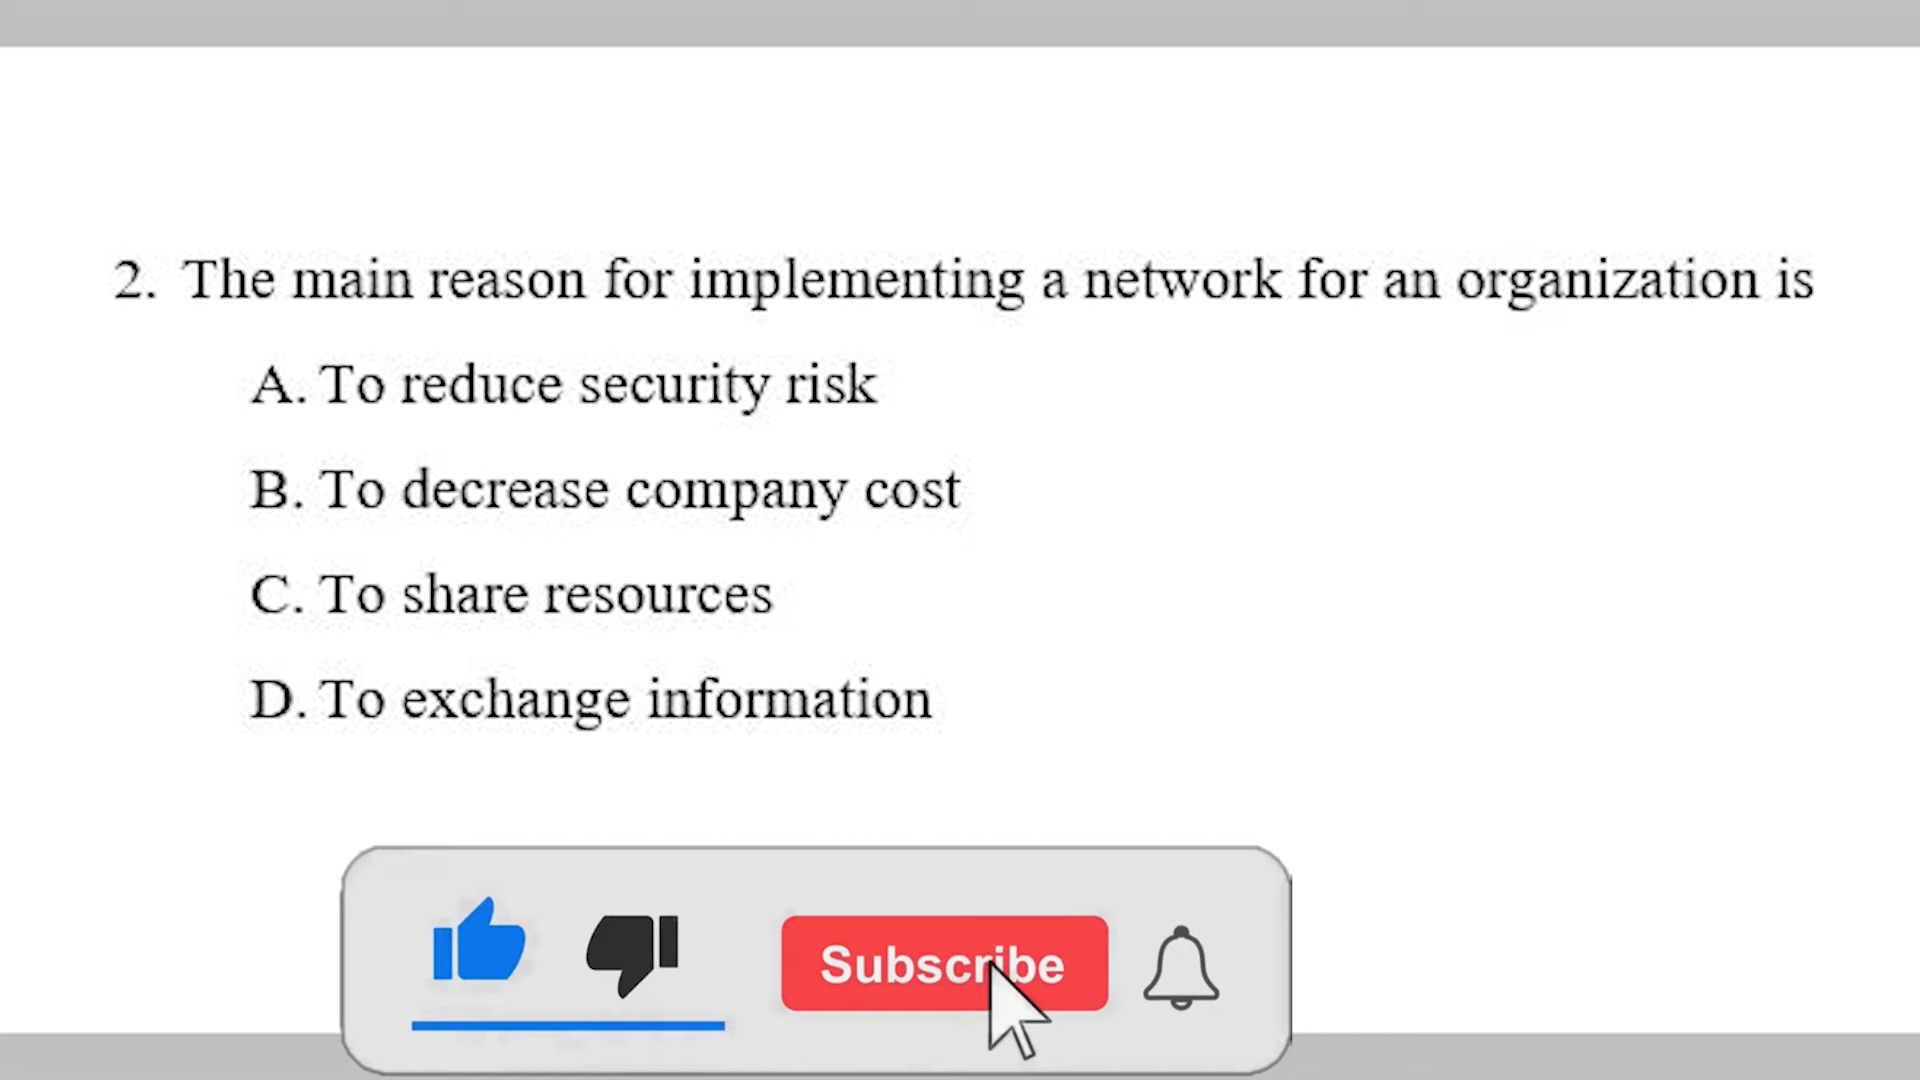 2. The main reason for implementing a network for an organization is
A. To reduce security risk
B. To decrease company cost
C. To share resources
D. To exchange information
Subscribe